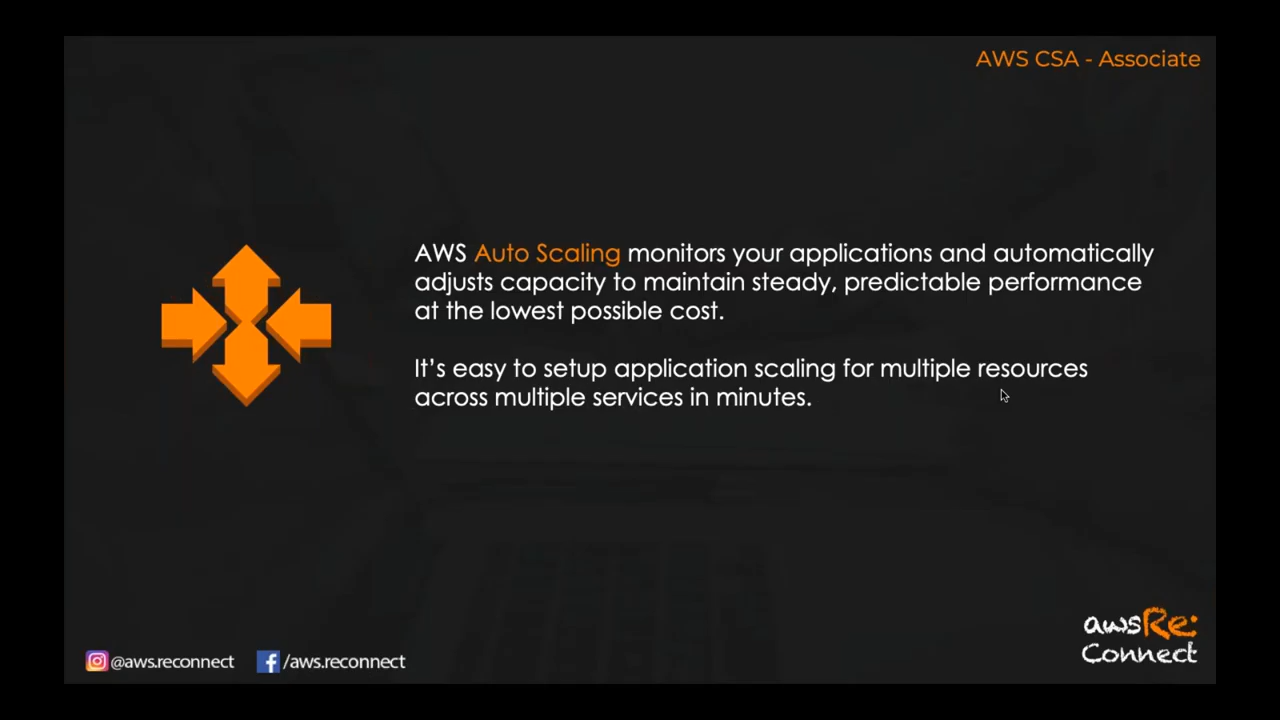 AWS CSA - Associate
AWS Auto Scaling monitors your applications and automatically
adjusts capacity to maintain steady, predictable performance
at the lowest possible cost.
It's easy to setup application scaling for multiple resources
across multiple services in minutes.
awsRe:
Connect
@aws.reconnect
/aws.reconnect